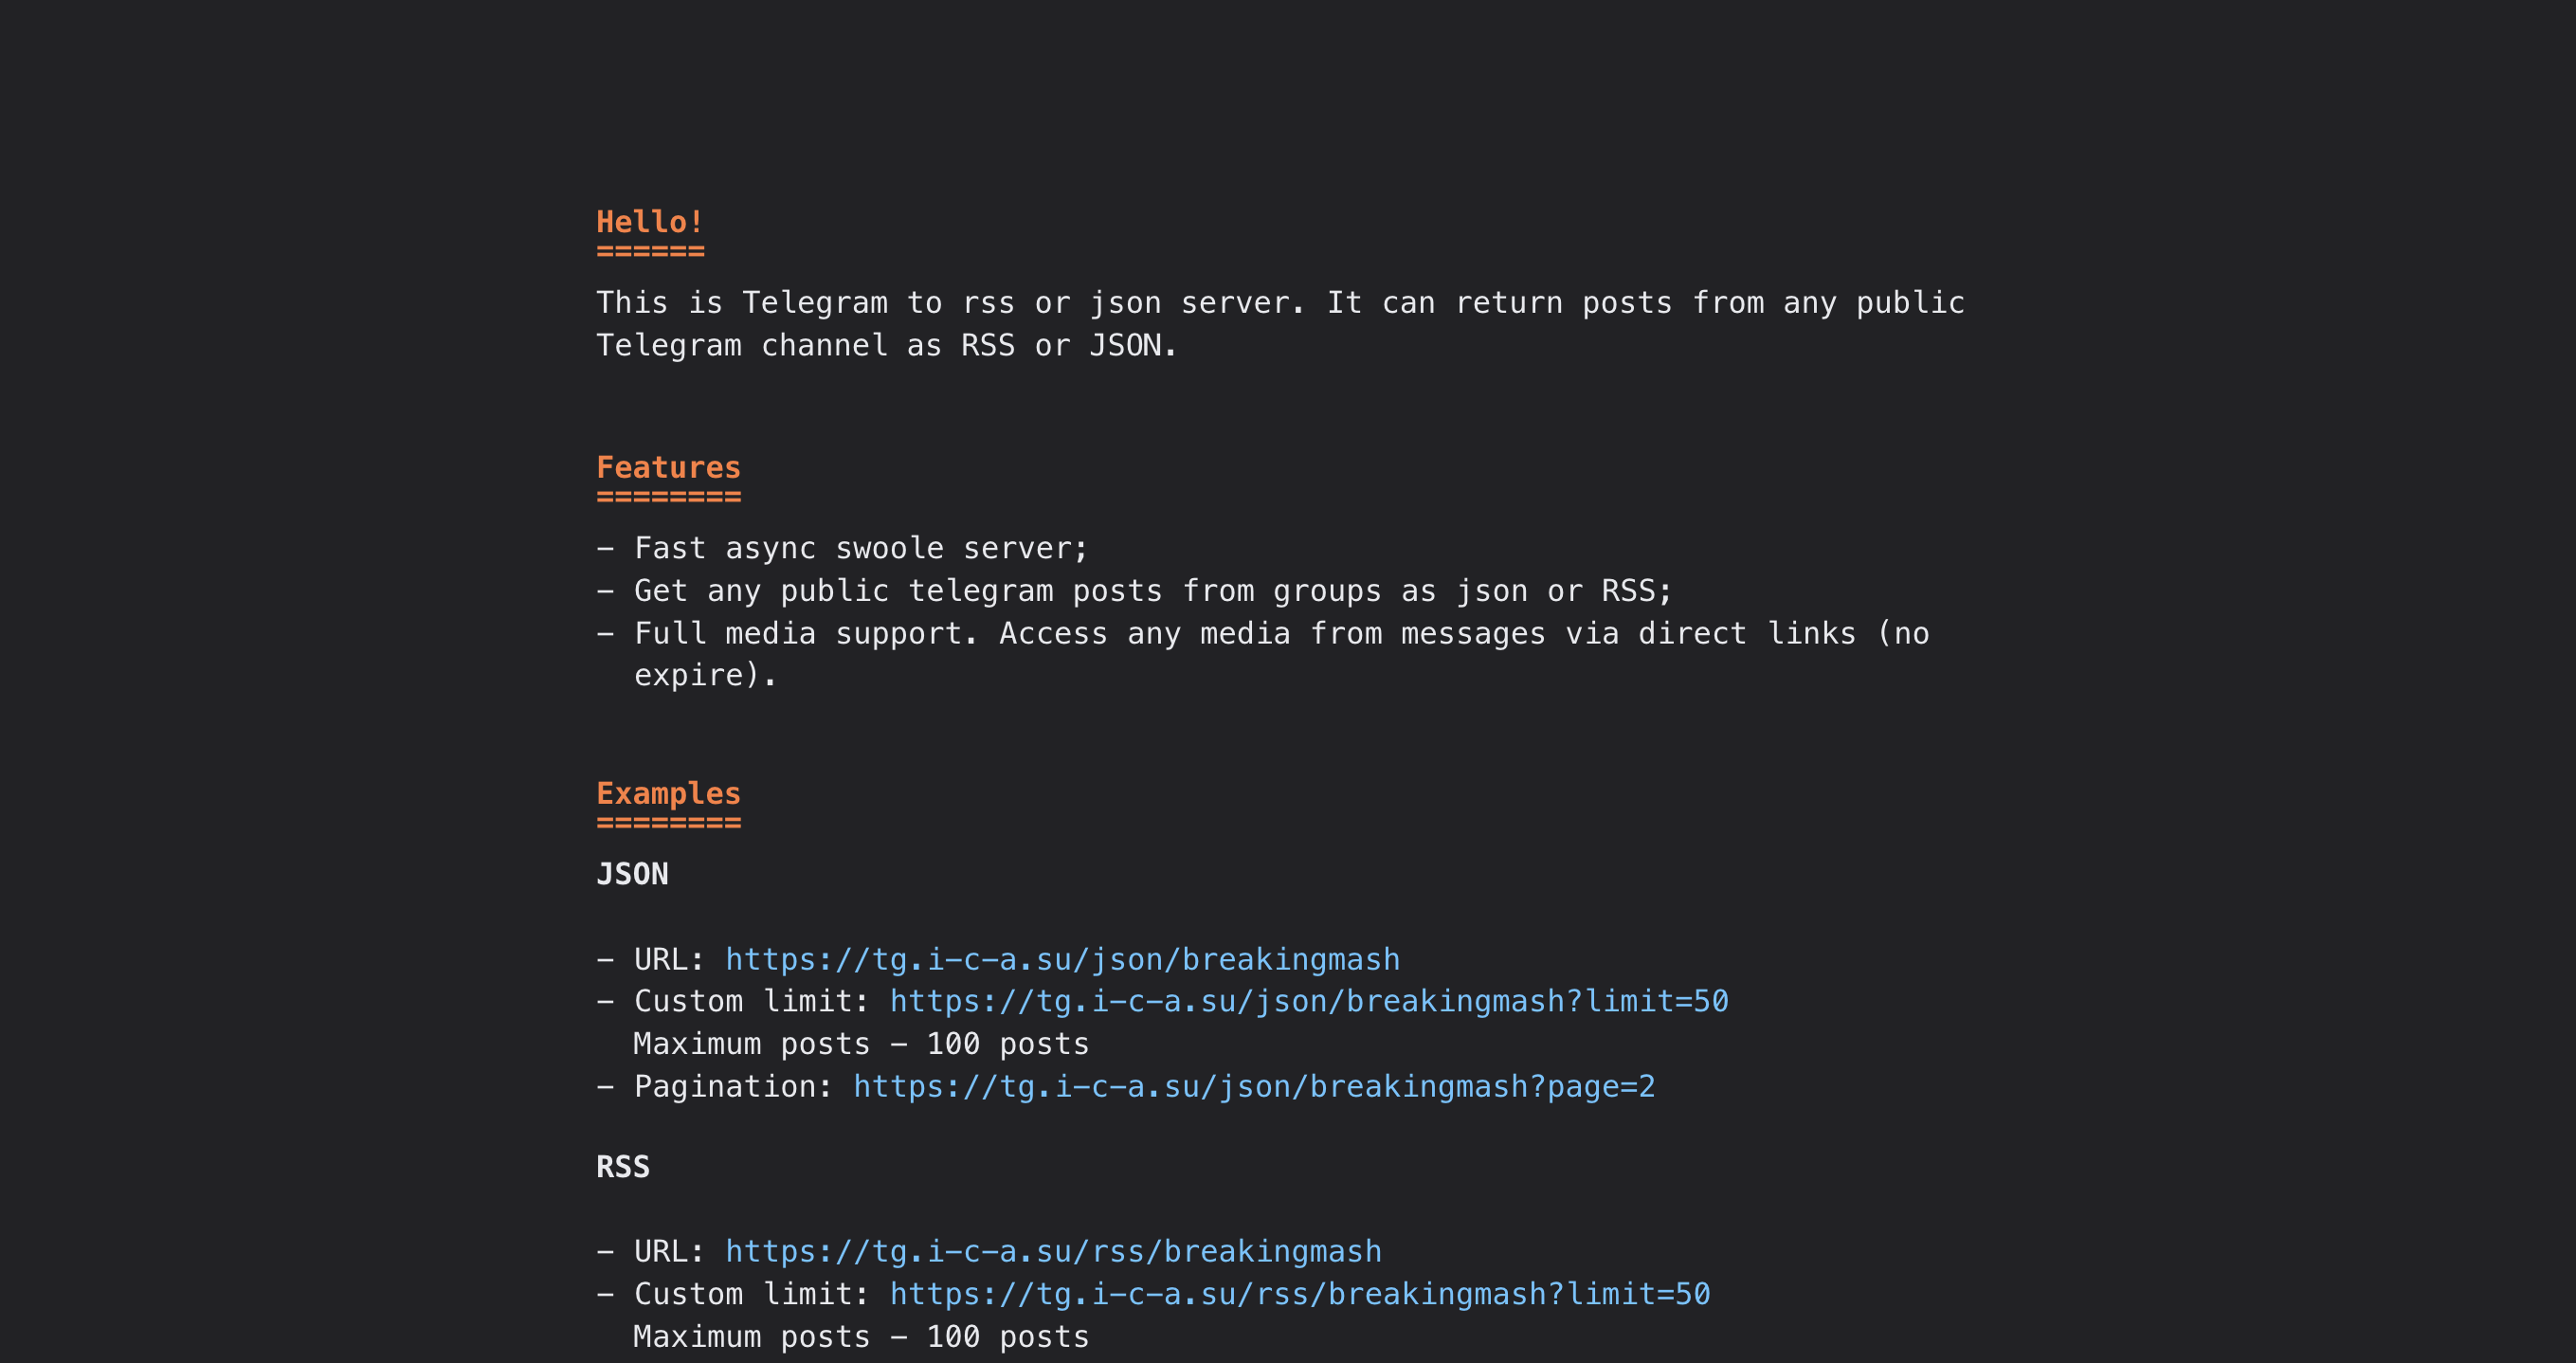 Hello!
======
This is Telegram to rss or json server. It can return posts from any public
Telegram channel as RSS or JSON.
Features
========
- Fast async swoole server;
- Get any public telegram posts from groups as json or RSS;
- Full media support. Access any media from messages via direct links (no
expire).
Examples
========
JSON
- URL: https://tg.i-c-a.su/json/breakingmash
- Custom limit: https://tg.i-c-a.su/json/breakingmash?limit=50
Maximum posts - 100 posts
- Pagination: https://tg.i-c-a.su/json/breakingmash?page=2
RSS
- URL: https://tg.i-c-a.su/rss/breakingmash
- Custom limit: https://tg.i-c-a.su/rss/breakingmash?limit=50
Maximum posts - 100 posts